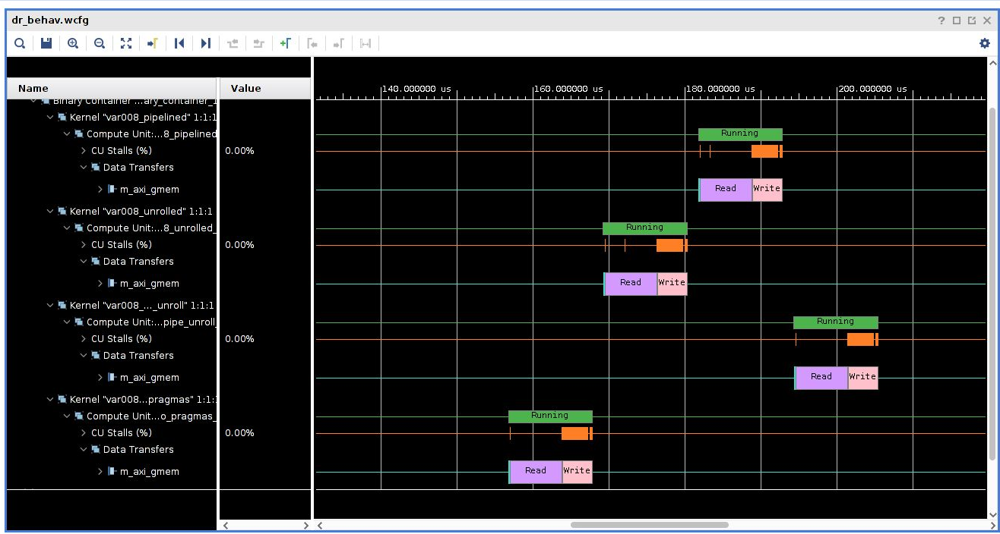 dr_behav.wcfg
Name Value
140.000000 us 160.000000 us 180.000000 us 200.000000 us
Binary Container ...ary_container_1
Kernel "var008_pipelined" 1:1:1
Compute Unit:...8_pipelined Running
CU Stalls (%) 0.00%
Data Transfers
m_axi_gmem Read Write
Kernel "var008_unrolled" 1:1:1
Compute Unit:...8_unrolled_ Running
CU Stalls (%) 0.00%
Data Transfers
m_axi_gmem Read Write
Kernel "var008_..._unroll" 1:1:1
Compute Unit:...pipe_unroll_ Running
CU Stalls (%) 0.00%
Data Transfers
m_axi_gmem Read Write
Kernel "var008...pragmas" 1:1:
Compute Unit...o_pragmas_ Running
CU Stalls (%) 0.00%
Data Transfers
m_axi_gmem Read Write